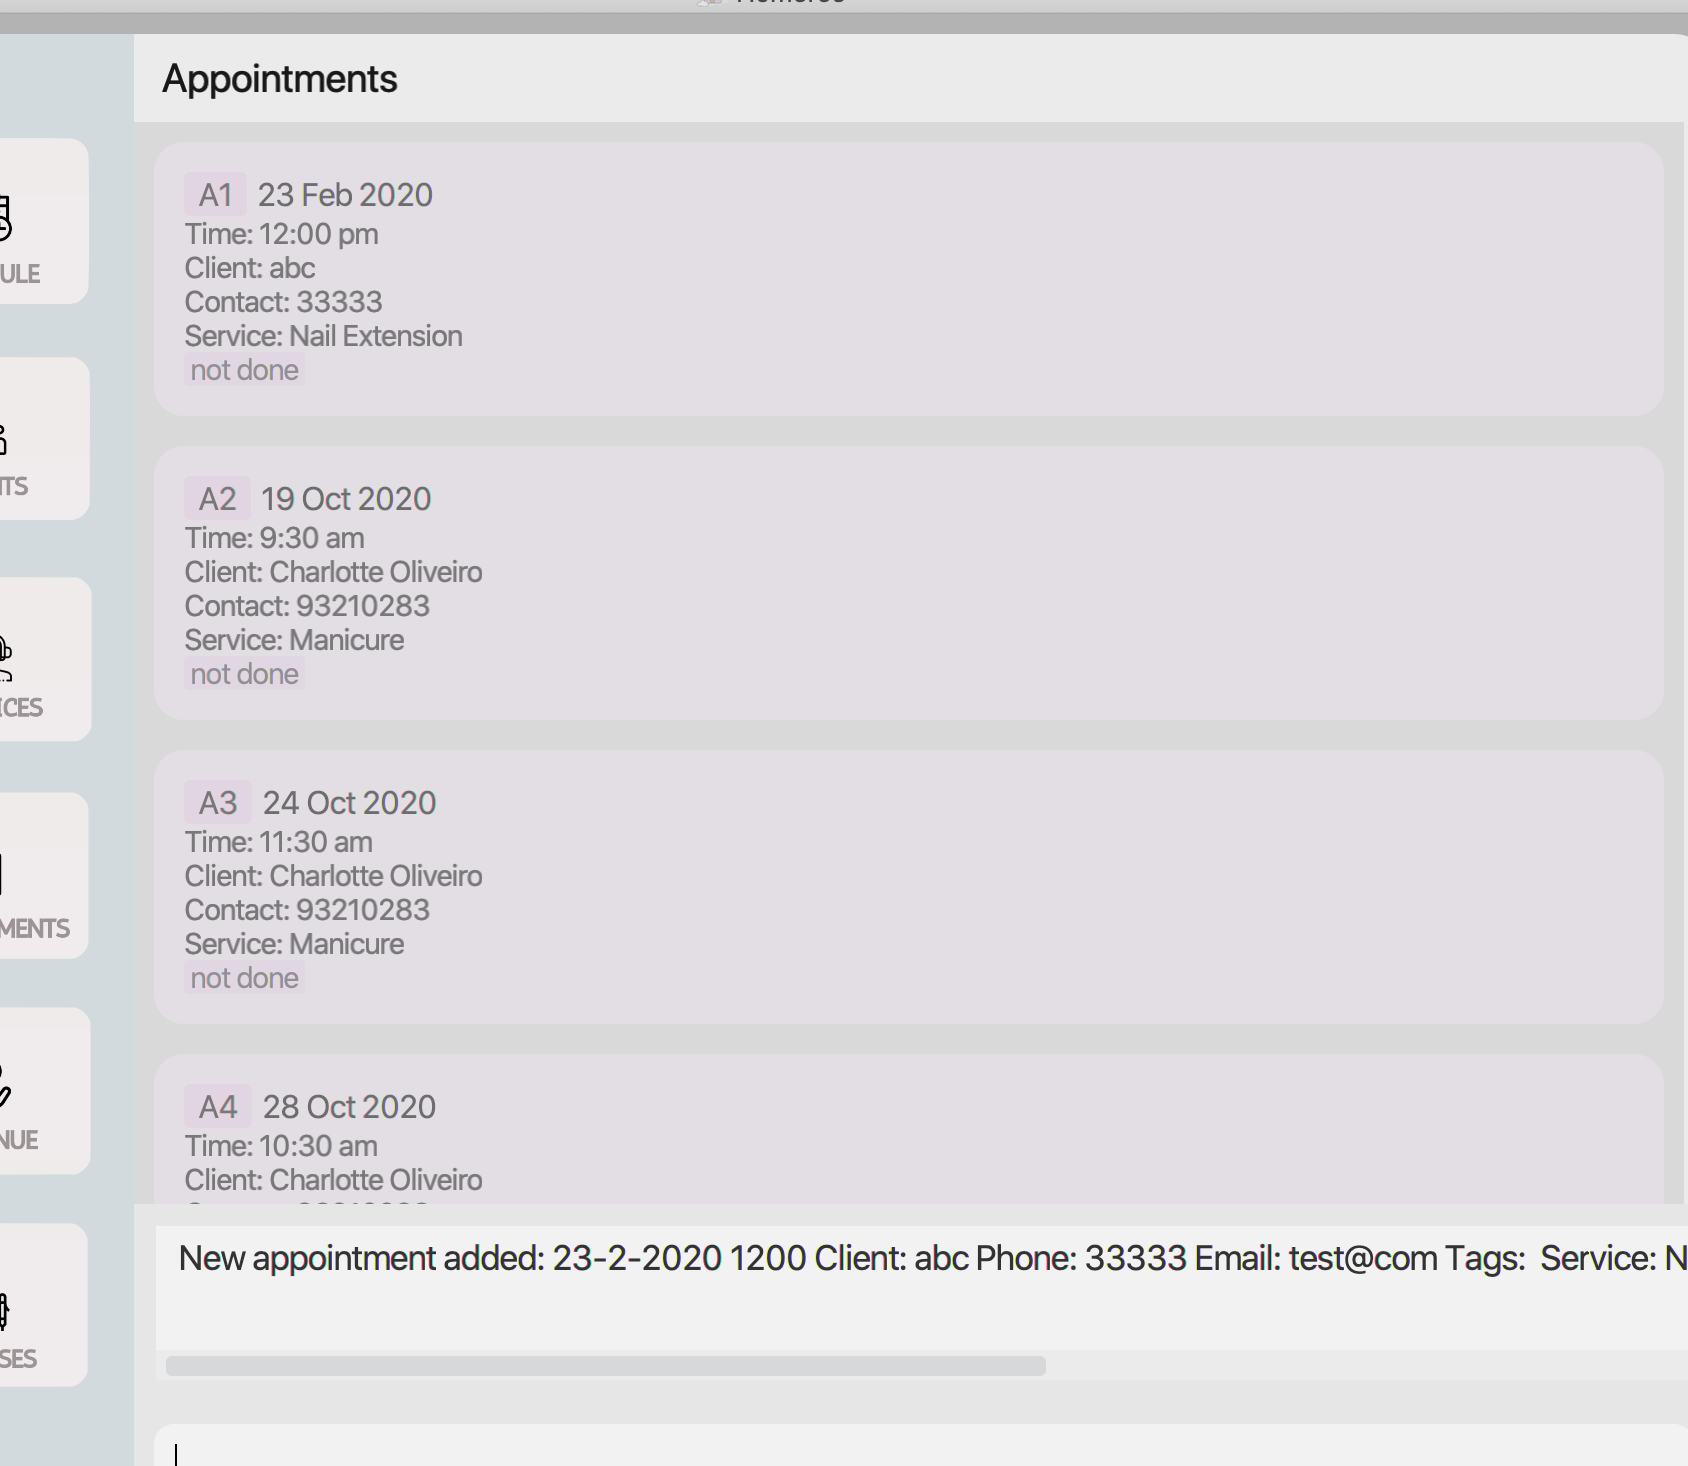 Appointments
A1 23 Feb 2020
Time: 12:00 pm
Client: abc
Contact: 33333
Service: Nail Extension
not done
A2 19 Oct 2020
Time: 9:30 am
Client: Charlotte Oliveiro
Contact: 93210283
Service: Manicure
not done
A3 24 Oct 2020
Time: 11:30 am
Client: Charlotte Oliveiro
Contact: 93210283
Service: Manicure
not done
A4 28 Oct 2020
Time: 10:30 am
Client: Charlotte Oliveiro
New appointment added: 23-2-2020 1200 Client: abc Phone: 33333 Email: test@com Tags:  Service: N
ULE
ITS
ICES
MENTS
NUE
SES